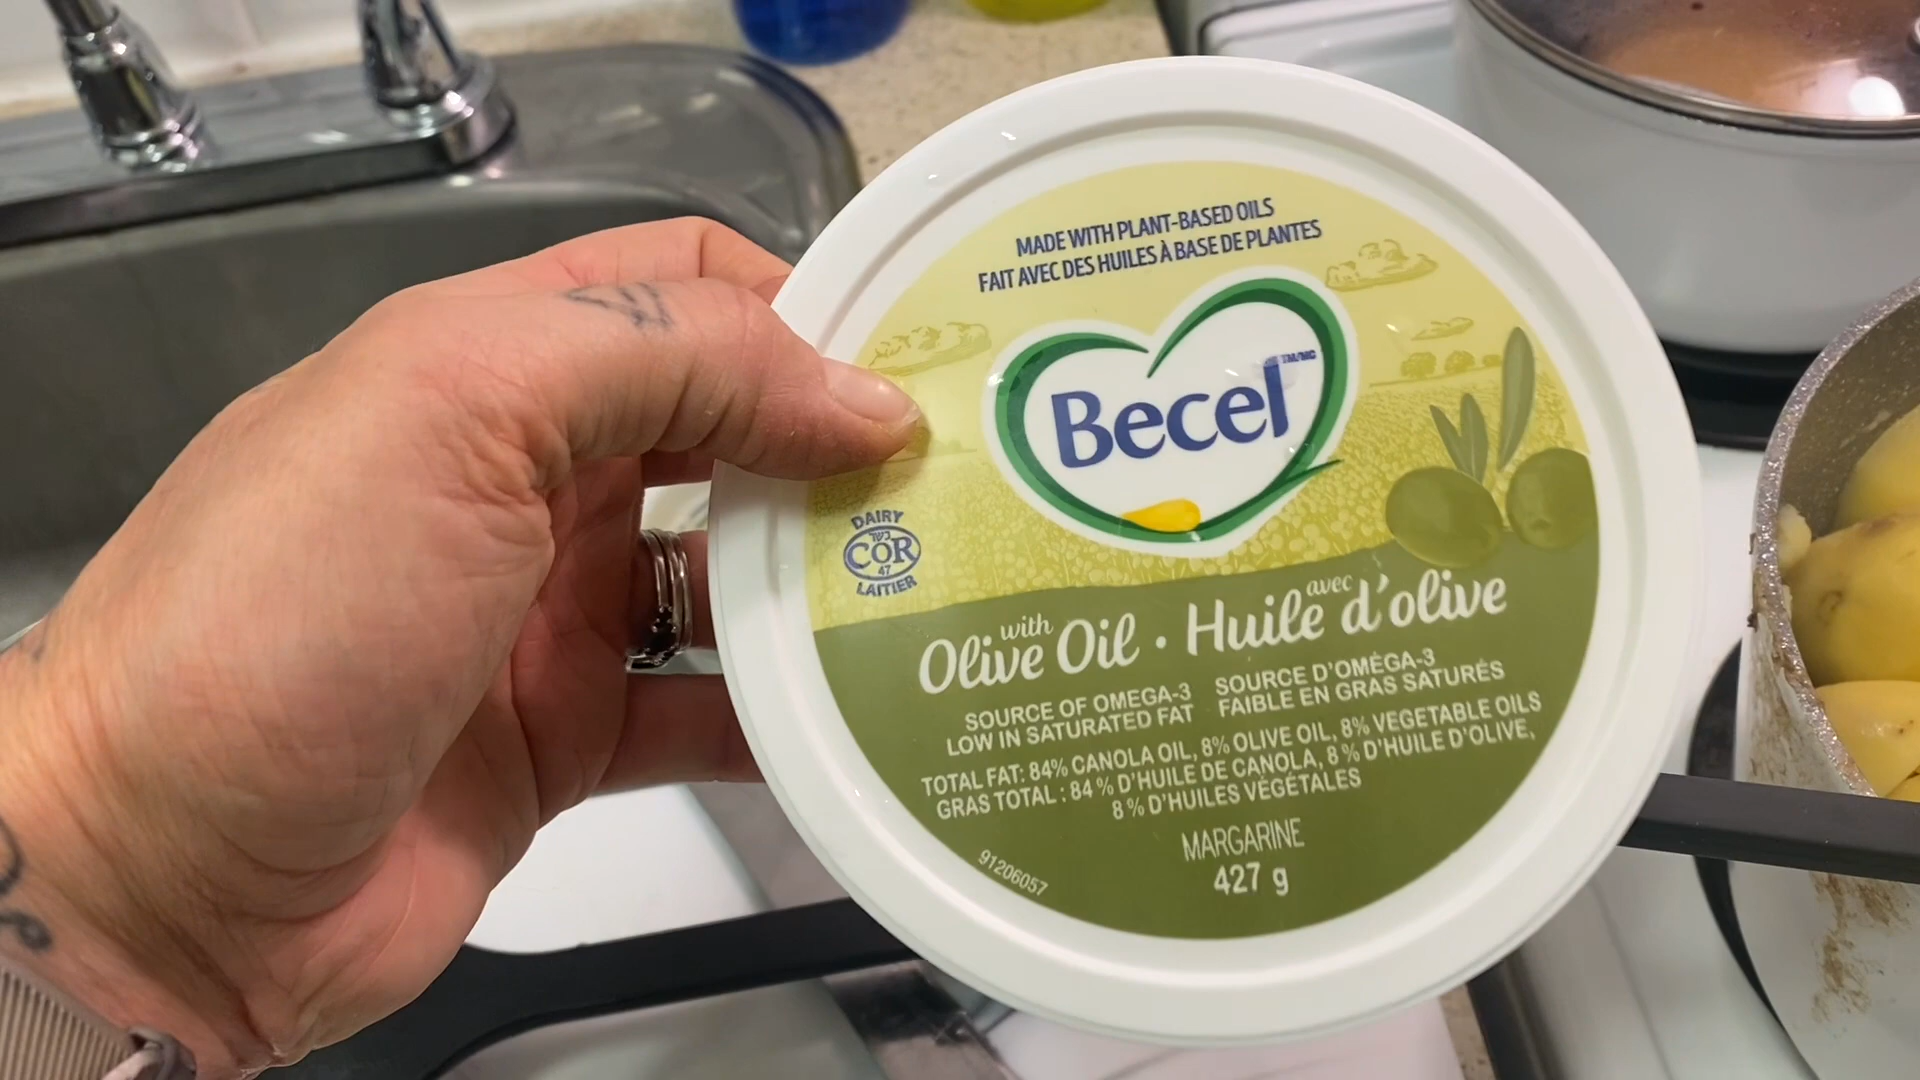 MADE WITH PLANT-BASED OILS
FAIT AVEC DES HUILES À BASE DE PLANTES
Becel TM/MC
DAIRY
כשר
COR
47
LAITIER
Olive with Oil · Huile avec d'olive
SOURCE OF OMEGA-3
LOW IN SATURATED FAT
SOURCE D'OMÉGA-3
FAIBLE EN GRAS SATURÉS
TOTAL FAT: 84% CANOLA OIL, 8% OLIVE OIL, 8% VEGETABLE OILS
GRAS TOTAL : 84 % D'HUILE DE CANOLA, 8 % D'HUILE D'OLIVE,
8 % D'HUILES VÉGÉTALES
MARGARINE
427 g
91206057